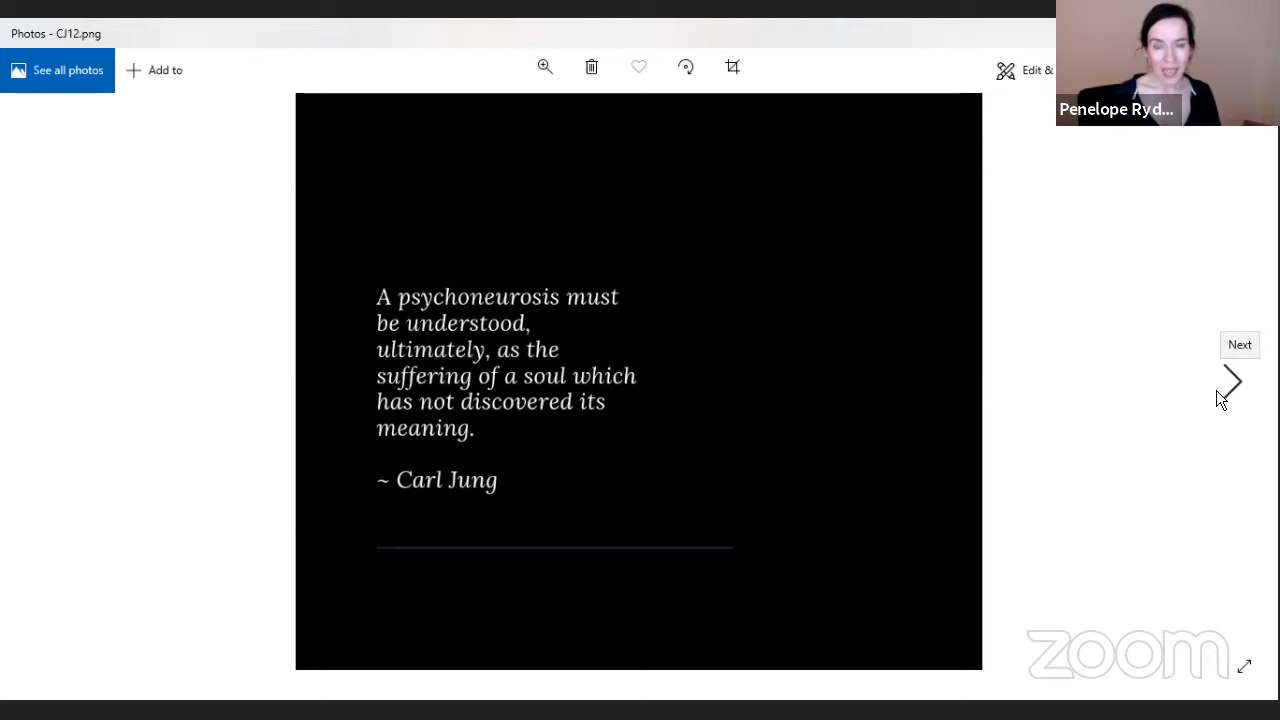 Photos - CJ12.png
See all photos
Add to
Edit &
Penelope Ryd...
A psychoneurosis must
be understood,
ultimately, as the
suffering of a soul which
has not discovered its
meaning.
~ Carl Jung
Next
zoom